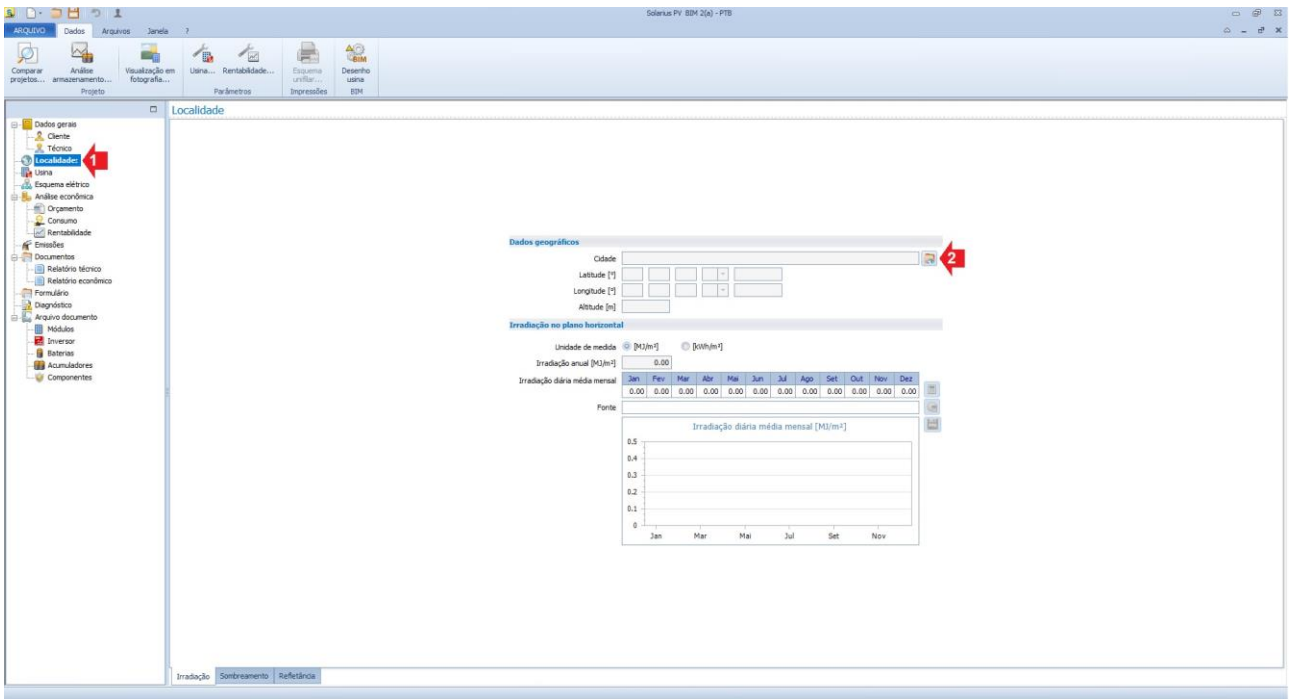 Solarius PV BIM 2(a) - PTB
ARQUIVO Dados Arquivos Janela ?
Comparar projetos... Análise armazenamento... Visualização em fotografia... Usina... Rentabilidade... Esquema unifilar... Desenho usina
Projeto Parâmetros Impressões BIM
Localidade
Dados gerais
Cliente
Técnico
Localidade: 1
Usina
Esquema elétrico
Análise econômica
Orçamento
Consumo
Rentabilidade
Emissões
Documentos
Relatório técnico
Relatório econômico
Formulário
Diagnóstico
Arquivo documento
Módulos
Inversor
Baterias
Acumuladores
Componentes
Dados geográficos
Cidade 2
Latitude [°]
Longitude [°]
Altitude [m]
Irradiação no plano horizontal
Unidade de medida [MJ/m²] [kWh/m²]
Irradiação anual [MJ/m²] 0.00
Irradiação diária média mensal Jan Fev Mar Abr Mai Jun Jul Ago Set Out Nov Dez
0.00 0.00 0.00 0.00 0.00 0.00 0.00 0.00 0.00 0.00 0.00 0.00
Fonte
Irradiação diária média mensal [MJ/m²]
0.5
0.4
0.3
0.2
0.1
0
Jan Mar Mai Jul Set Nov
Irradiação Sombreamento Refletância